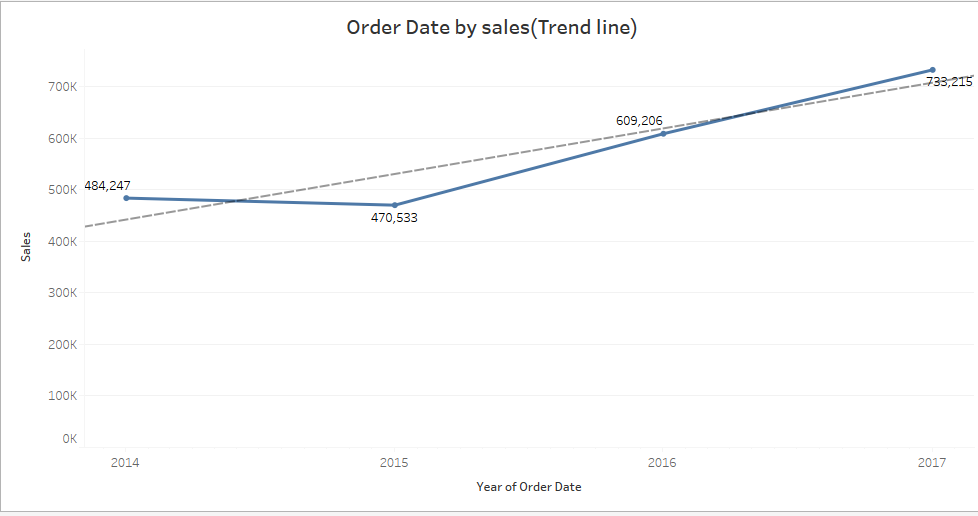 Order Date by sales(Trend line)
700K
600K
500K
400K
300K
200K
100K
0K
Sales
484,247
470,533
609,206
733,215
2014
2015
2016
2017
Year of Order Date